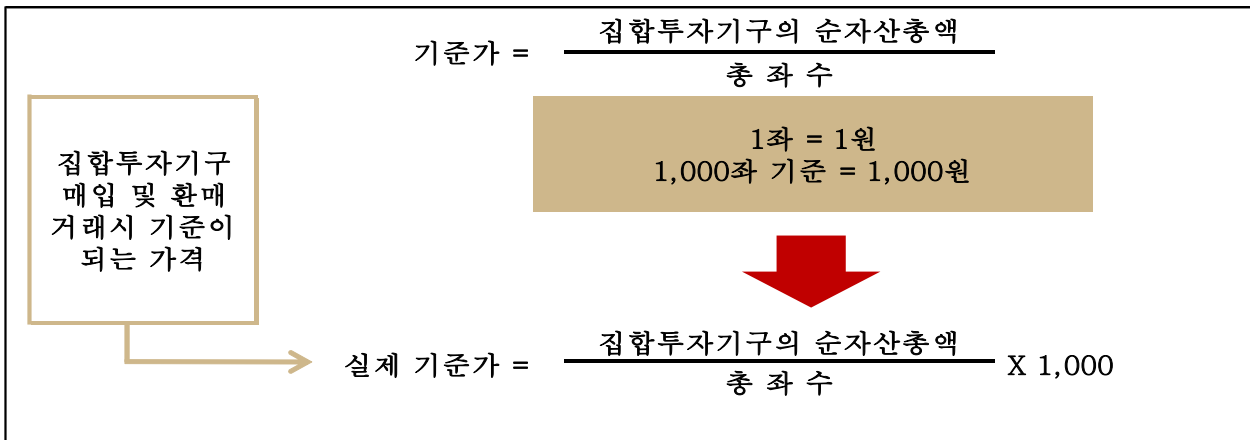 기준가 =
집합투자기구의 순자산총액
총 좌 수
1좌 = 1원
1,000좌 기준 = 1,000원
집합투자기구
매입 및 환매
거래시 기준이
되는 가격
실제 기준가 =
집합투자기구의 순자산총액
총 좌 수
X 1,000